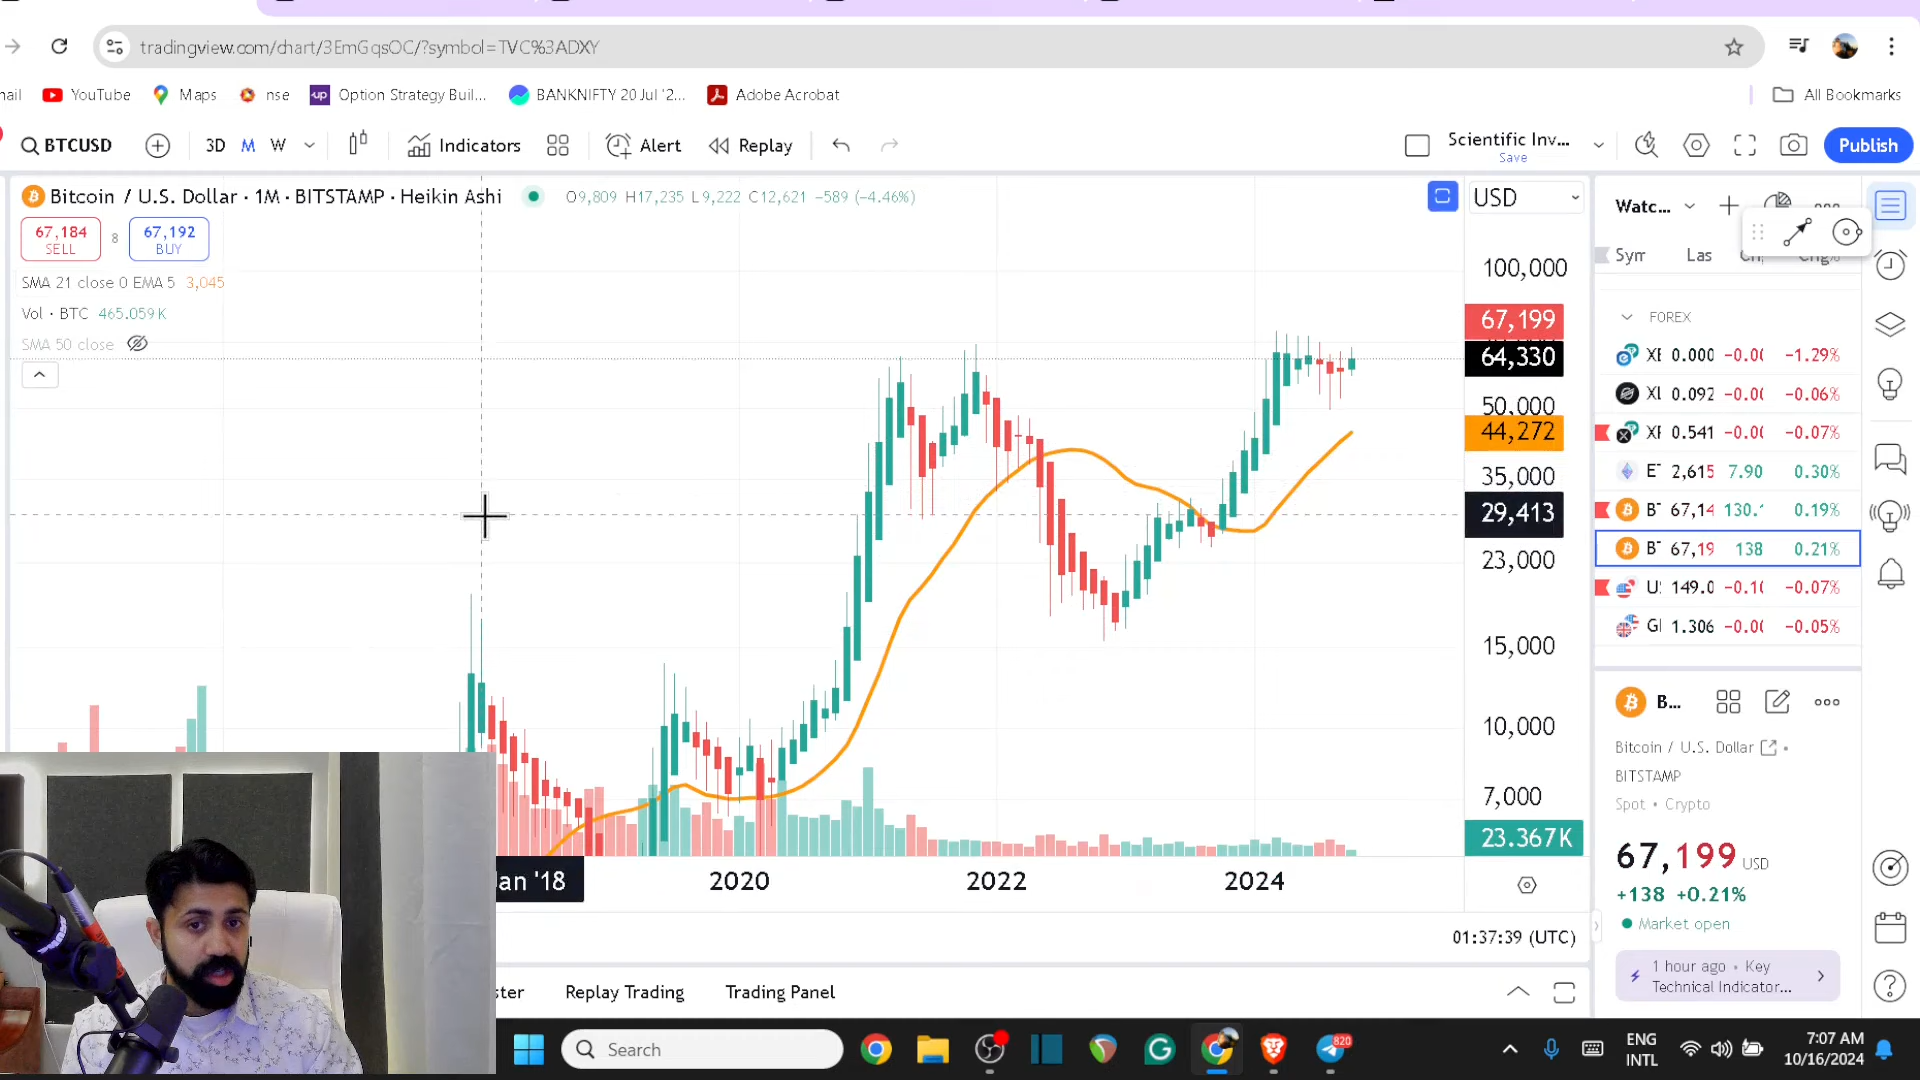 tradingview.com/chart/3EmGqsOC/?symbol=TVC%3ADXY
YouTube Maps nse Option Strategy Buil... BANKNIFTY 20 Jul '2... Adobe Acrobat All Bookmarks
BTCUSD 3D M W Indicators Alert Replay Scientific Inv... Save Publish
Bitcoin / U.S. Dollar · 1M · BITSTAMP · Heikin Ashi O9,809 H17,235 L9,222 C12,621 −589 (−4.46%)
USD
67,184 SELL 8 67,192 BUY
SMA 21 close 0 EMA 5 3,045
Vol · BTC 465.059K
SMA 50 close
100,000
67,199
64,330
50,000
44,272
35,000
29,413
23,000
15,000
10,000
7,000
23.367K
2020 2022 2024
01:37:39 (UTC)
Replay Trading Trading Panel
Watc...
Las
FOREX
0.000 −1.29%
0.092 −0.06%
0.541 −0.07%
2,615 7.90 0.30%
67,14 130. 0.19%
67,19 138 0.21%
149.0 −0.07%
1.306 −0.05%
B...
Bitcoin / U.S. Dollar
BITSTAMP
Spot • Crypto
67,199 USD
+138 +0.21%
Market open
1 hour ago • Key
Technical Indicator...
Search
820
ENG
INTL
7:07 AM
10/16/2024